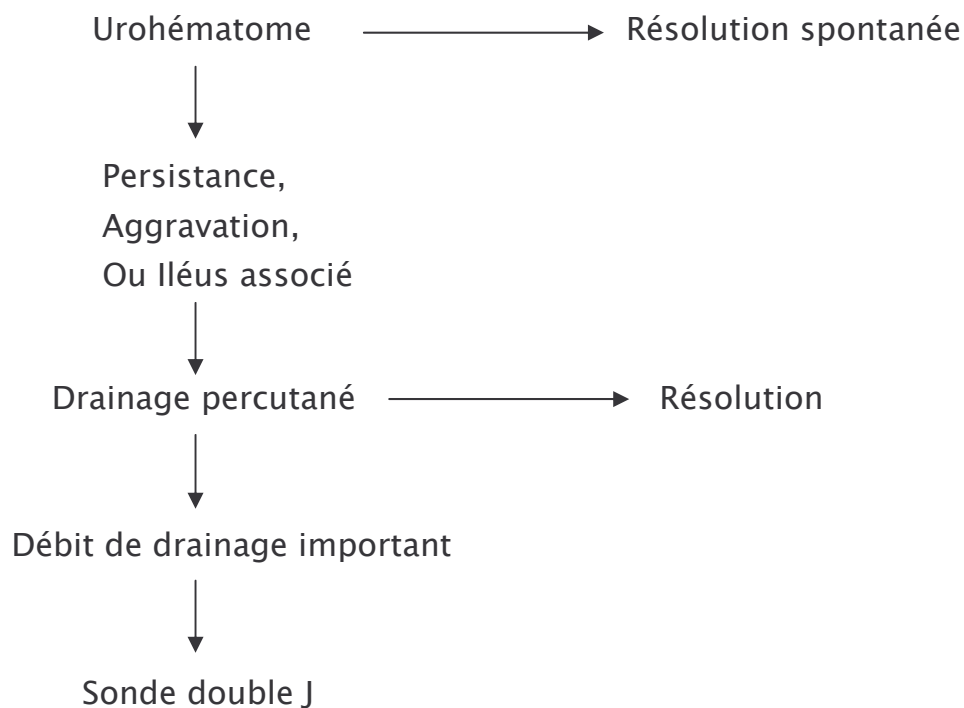 Urohématome
Résolution spontanée
Persistance,
Aggravation,
Ou Iléus associé
Drainage percutané
Résolution
Débit de drainage important
Sonde double J